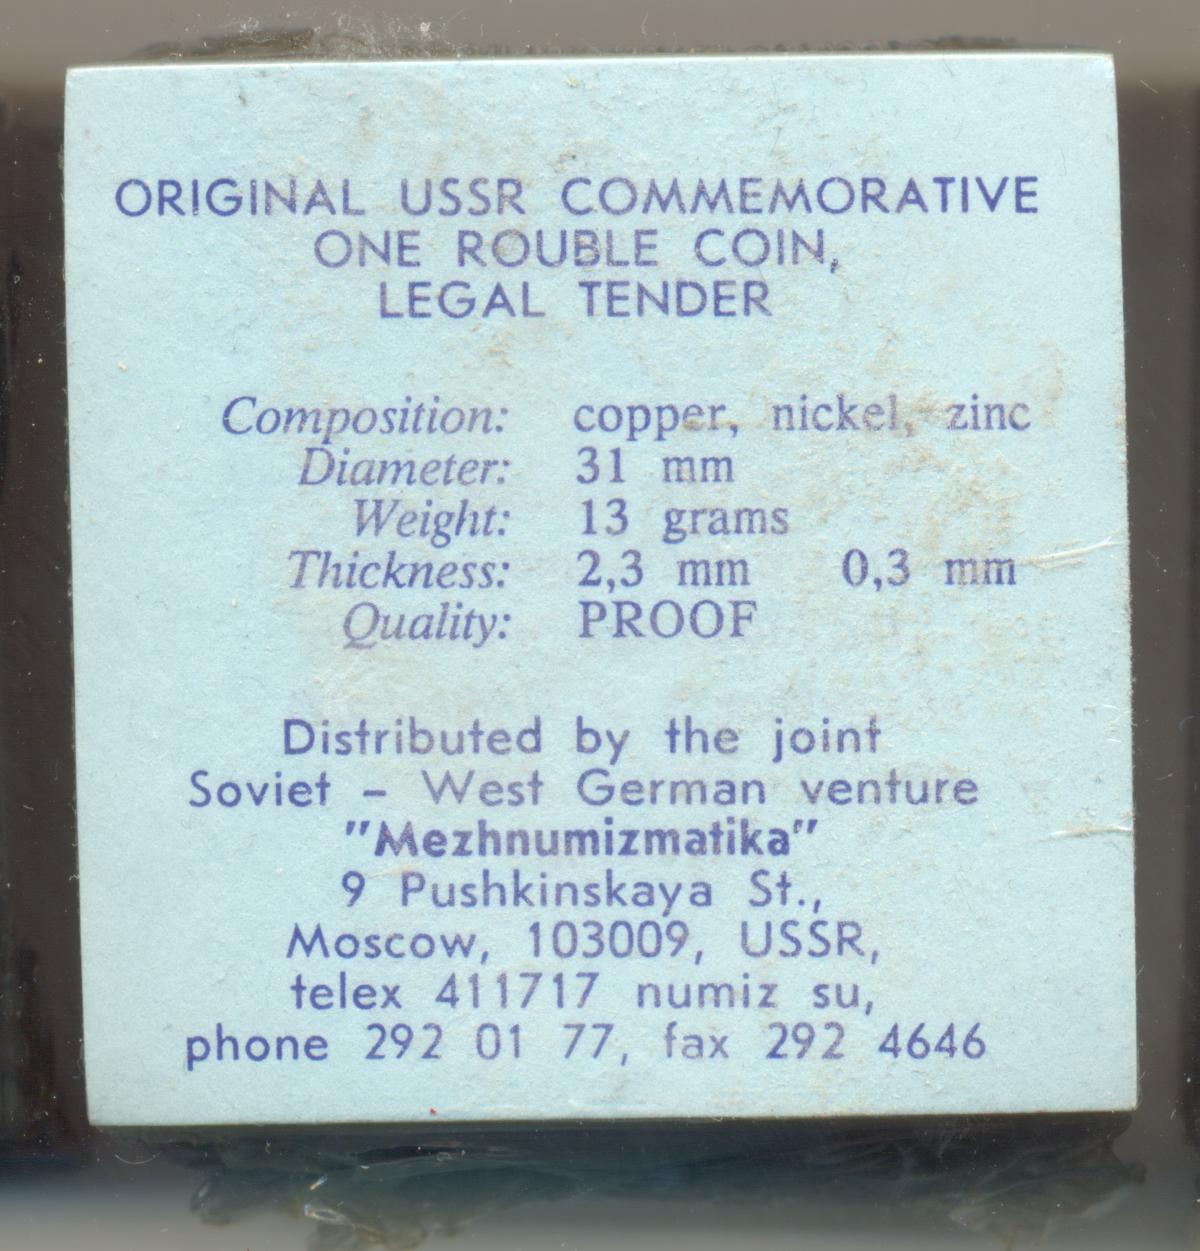 ORIGINAL USSR COMMEMORATIVE
ONE ROUBLE COIN,
LEGAL TENDER
Composition: copper, nickel, zinc
Diameter: 31 mm
Weight: 13 grams
Thickness: 2,3 mm 0,3 mm
Quality: PROOF
Distributed by the joint
Soviet – West German venture
"Mezhnumizmatika"
9 Pushkinskaya St.,
Moscow, 103009, USSR,
telex 411717 numiz su,
phone 292 01 77, fax 292 4646